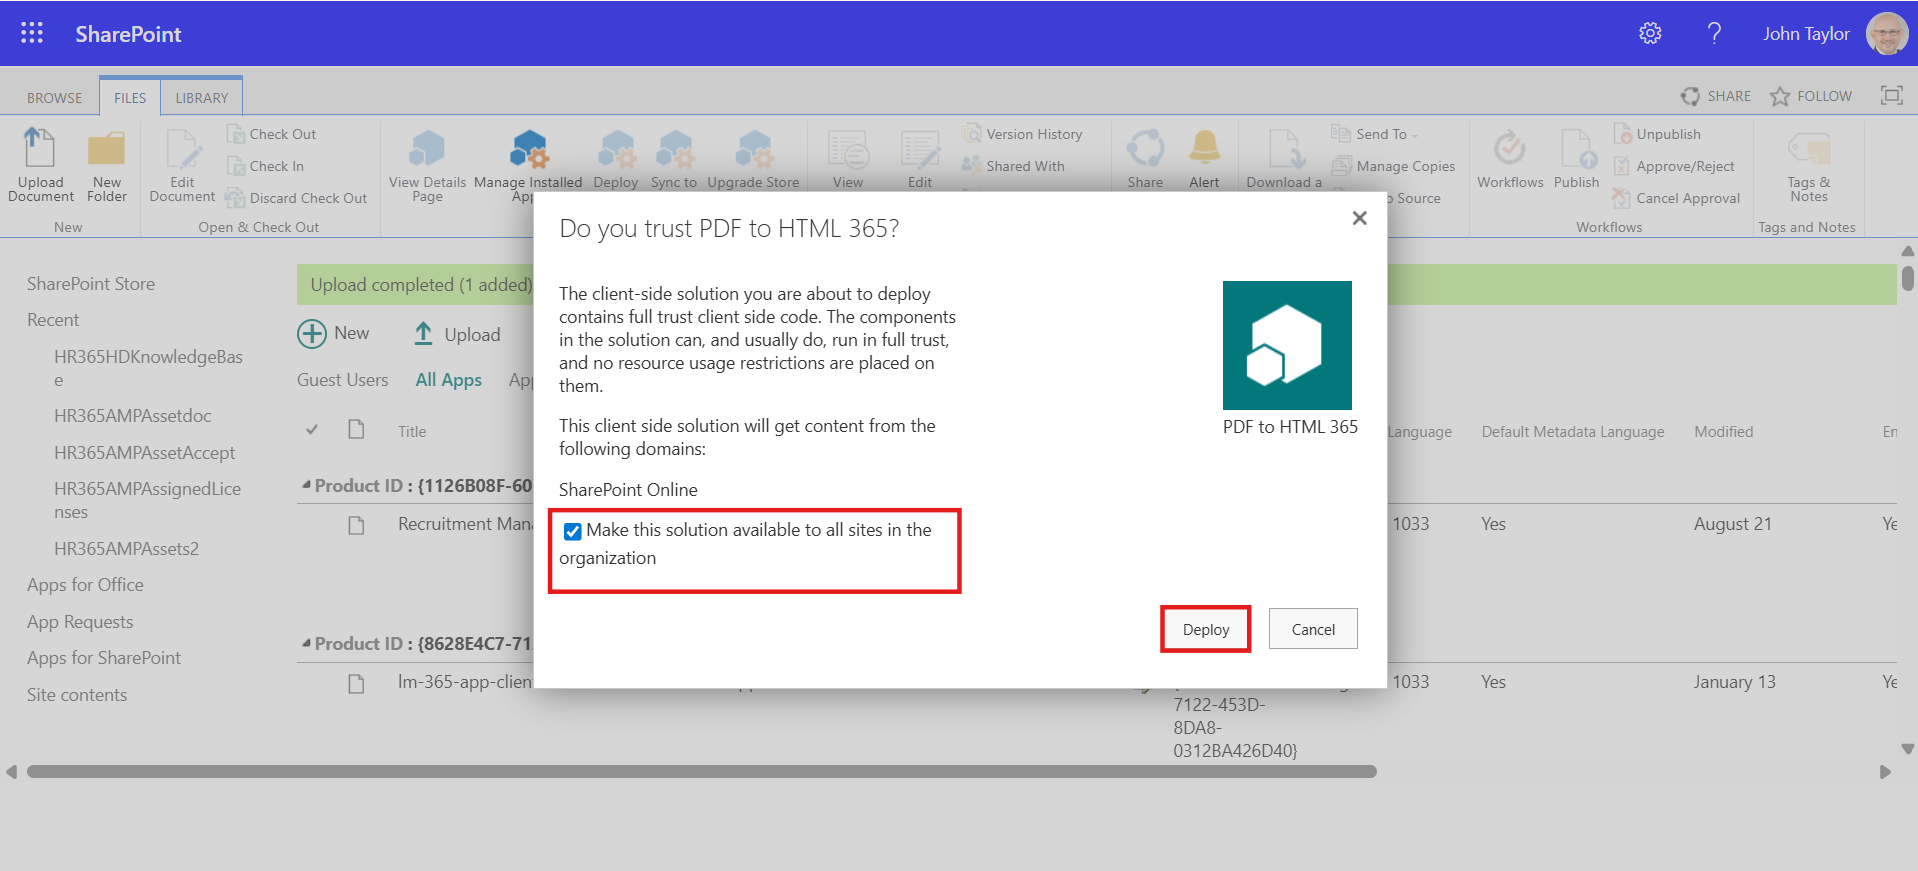 SharePoint
John Taylor
BROWSE
FILES
LIBRARY
SHARE
FOLLOW
Upload
Document
New
Folder
New
Edit
Document
Check Out
Check In
Discard Check Out
Open & Check Out
View Details
Page
Manage Installed
Deploy
Sync to
Upgrade Store
View
Edit
Version History
Shared With
Share
Alert
Download a
Send To
Manage Copies
Source
Workflows
Publish
Unpublish
Approve/Reject
Cancel Approval
Workflows
Tags &
Notes
Tags and Notes
SharePoint Store
Recent
HR365HDKnowledgeBas
e
HR365AMPAssetdoc
HR365AMPAssetAccept
HR365AMPAssignedLice
nses
HR365AMPAssets2
Apps for Office
App Requests
Apps for SharePoint
Site contents
Upload completed (1 added)
New
Upload
Guest Users
All Apps
App
Title
Language
Default Metadata Language
Modified
En
Product ID : {1126B08F-60
Recruitment Man
1033
Yes
August 21
Ye
Product ID : {8628E4C7-71
lm-365-app-clien
1033
Yes
January 13
Ye
7122-453D-
8DA8-
0312BA426D40}
Do you trust PDF to HTML 365?
The client-side solution you are about to deploy
contains full trust client side code. The components
in the solution can, and usually do, run in full trust,
and no resource usage restrictions are placed on
them.
This client side solution will get content from the
following domains:
SharePoint Online
Make this solution available to all sites in the
organization
PDF to HTML 365
Deploy
Cancel